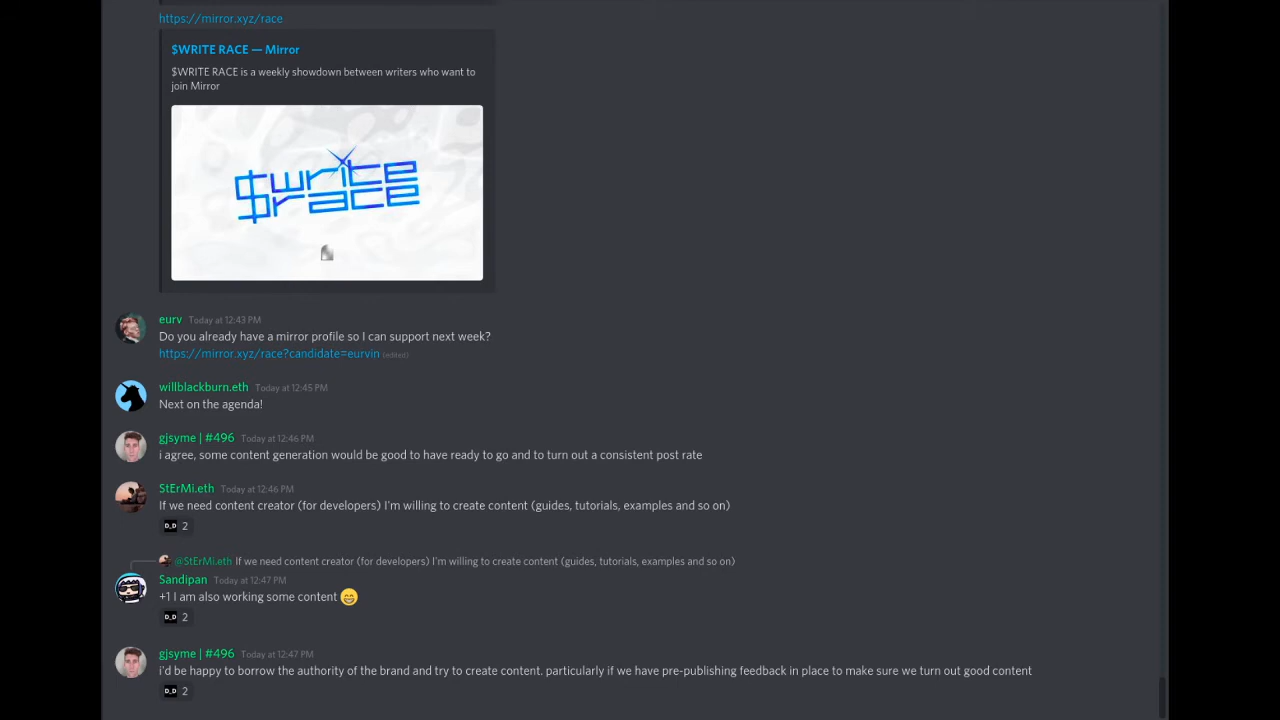 https://mirror.xyz/race
$WRITE RACE — Mirror
$WRITE RACE is a weekly showdown between writers who want to
join Mirror
$write
race
eurv Today at 12:43 PM
Do you already have a mirror profile so I can support next week?
https://mirror.xyz/race?candidate=eurvin (edited)
willblackburn.eth Today at 12:45 PM
Next on the agenda!
gjsyme | #496 Today at 12:46 PM
i agree, some content generation would be good to have ready to go and to turn out a consistent post rate
StErMi.eth Today at 12:46 PM
If we need content creator (for developers) I'm willing to create content (guides, tutorials, examples and so on)
D_D 2
@StErMi.eth If we need content creator (for developers) I'm willing to create content (guides, tutorials, examples and so on)
Sandipan Today at 12:47 PM
+1 I am also working some content 😄
D_D 2
gjsyme | #496 Today at 12:47 PM
i'd be happy to borrow the authority of the brand and try to create content. particularly if we have pre-publishing feedback in place to make sure we turn out good content
D_D 2